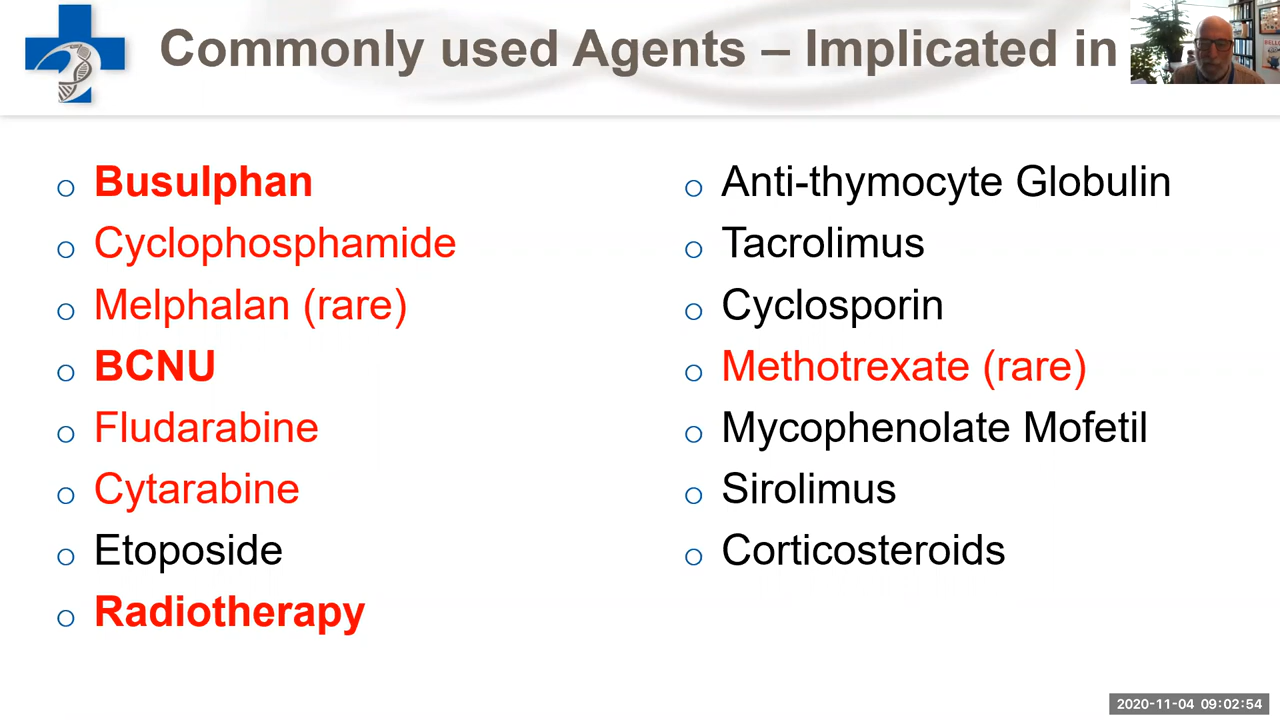 Commonly used Agents – Implicated in
Busulphan
Cyclophosphamide
Melphalan (rare)
BCNU
Fludarabine
Cytarabine
Etoposide
Radiotherapy
Anti-thymocyte Globulin
Tacrolimus
Cyclosporin
Methotrexate (rare)
Mycophenolate Mofetil
Sirolimus
Corticosteroids
2020-11-04 09:02:54